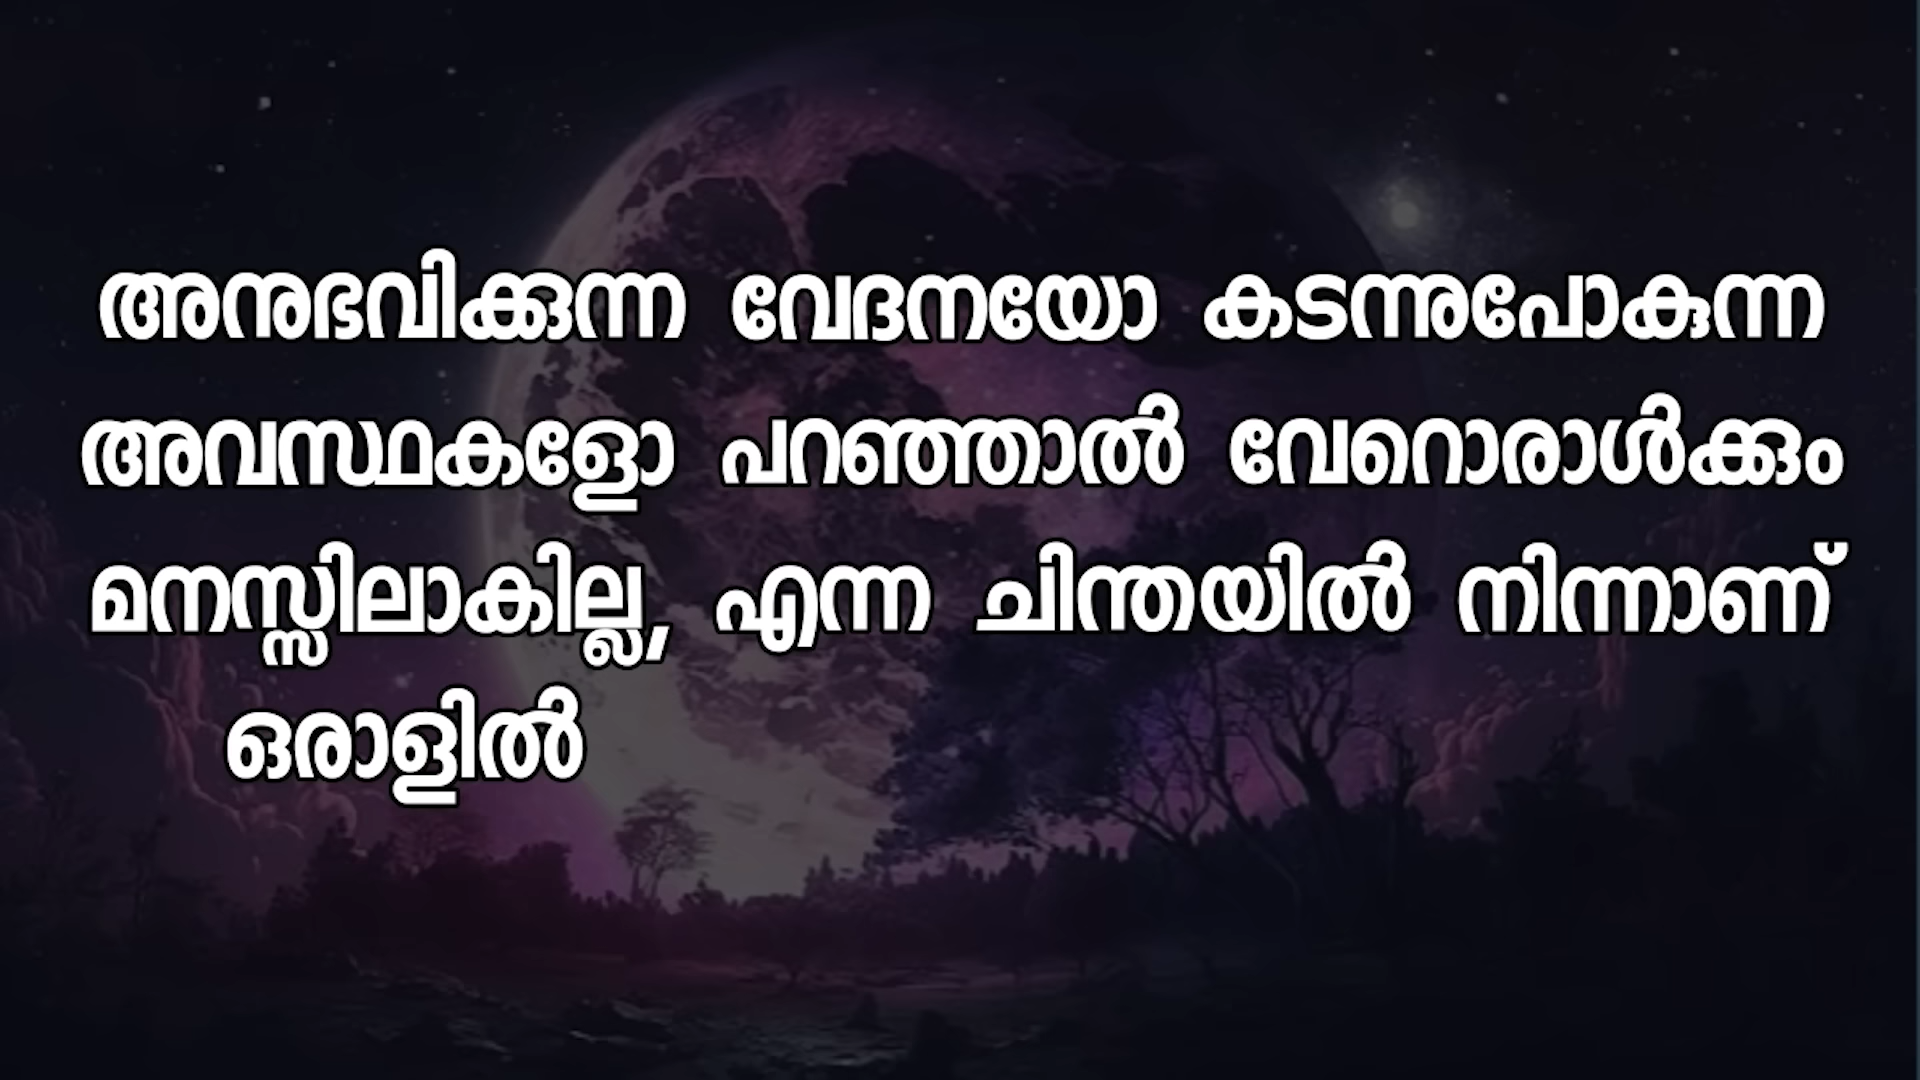 അനുഭവിക്കുന്ന വേദനയോ കടന്നുപോകുന്ന
അവസ്ഥകളോ പറഞ്ഞാൽ വേറൊരാൾക്കും
മനസ്സിലാകില്ല, എന്ന ചിന്തയിൽ നിന്നാണ്
ഒരാളിൽ